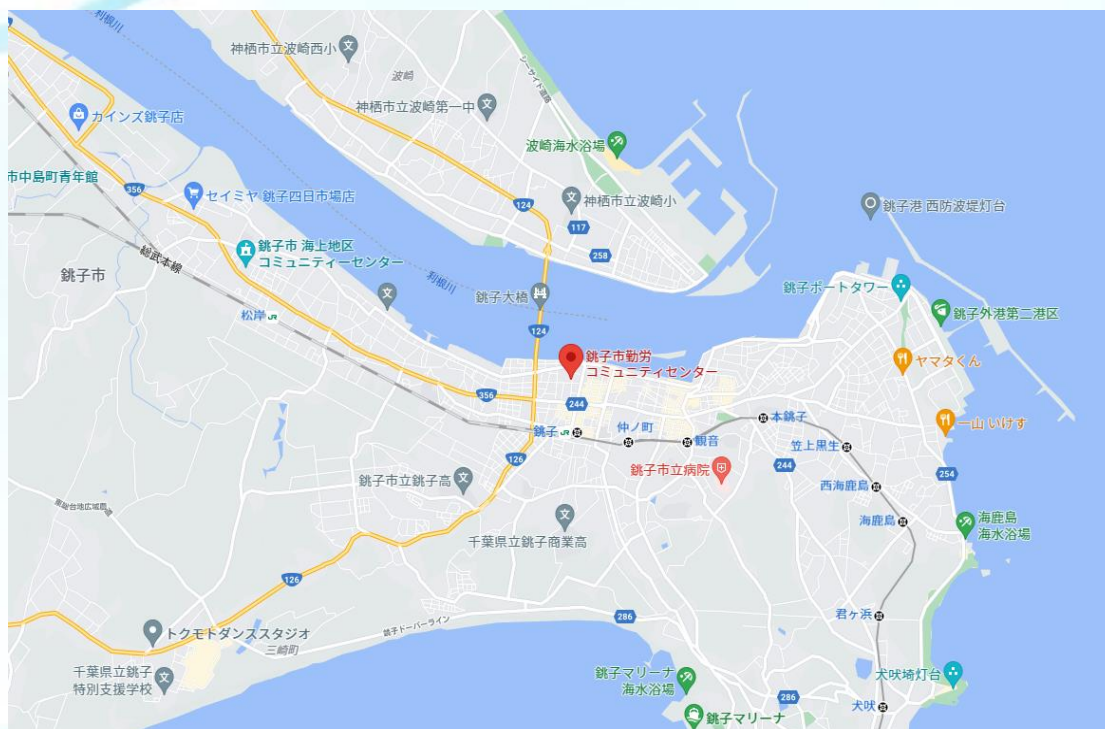 利根川
神栖市立波崎西小
波崎
シーサイド道路
カインズ銚子店
神栖市立波崎第一中
波崎海水浴場
市中島町青年館
356
セイミヤ 銚子四日市場店
124
神栖市立波崎小
117
銚子港 西防波堤灯台
総武本線
銚子市 海上地区
コミュニティーセンター
258
銚子市
利根川
銚子大橋
銚子ポートタワー
松岸
JR
124
銚子外港第二港区
銚子市勤労
コミュニティセンター
ヤマタくん
356
244
一山 いけす
銚子
JR
仲ノ町
観音
本銚子
笠上黒生
126
銚子市立銚子高
銚子市立病院
244
254
西海鹿島
千葉県立銚子商業高
海鹿島
海鹿島
海水浴場
126
286
君ヶ浜
銚子ドーバーライン
トクモトダンススタジオ
三崎町
千葉県立銚子
特別支援学校
銚子マリーナ
海水浴場
犬吠埼灯台
286
銚子マリーナ
犬吠